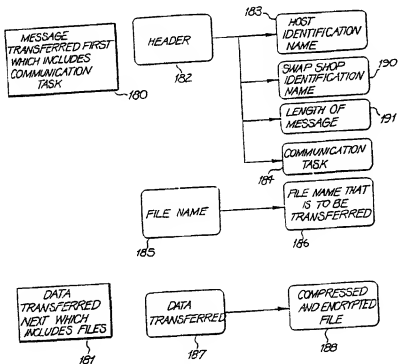 MESSAGE
TRANSFERRED FIRST
WHICH INCLUDES
COMMUNICATION
TASK
180
HEADER
182
183
HOST
IDENTIFICATION
NAME
SWAP SHOP
IDENTIFICATION
NAME
190
LENGTH OF
MESSAGE
191
COMMUNICATION
TASK
184
FILE NAME
185
FILE NAME THAT
IS TO BE
TRANSFERRED
186
DATA
TRANSFERRED
NEXT WHICH
INCLUDES FILES
181
DATA
TRANSFERRED
187
COMPRESSED
AND ENCRYPTED
FILE
188